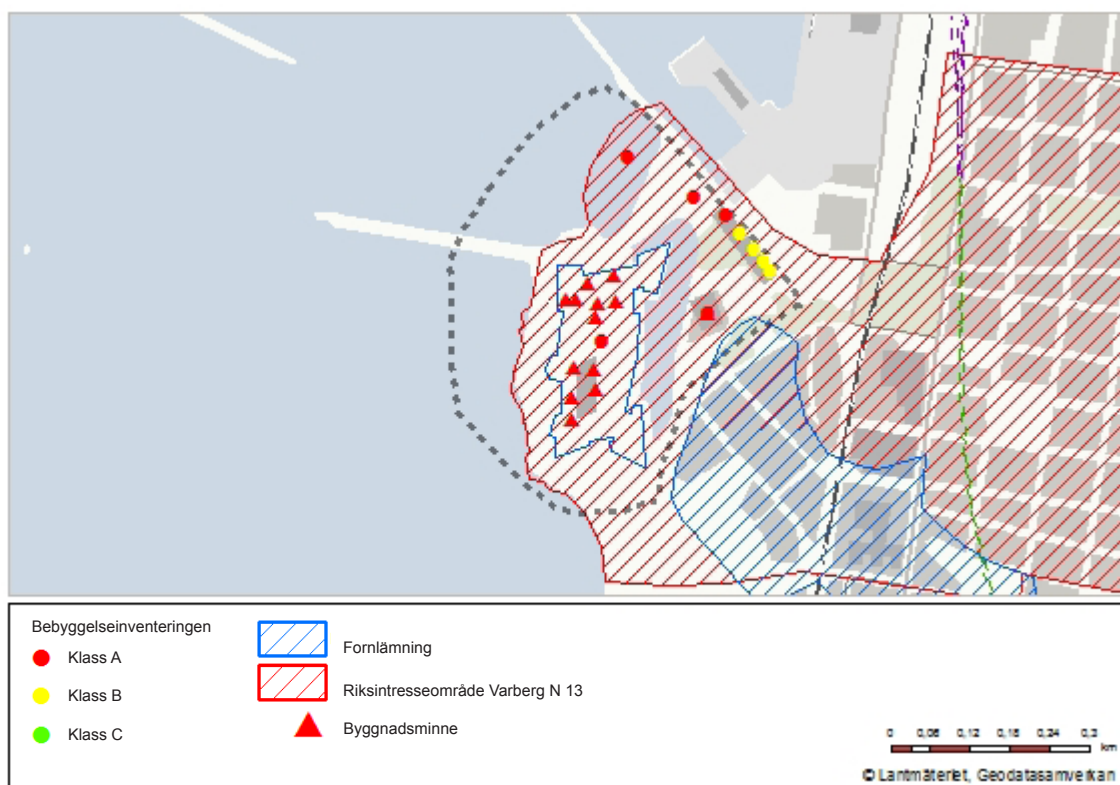 Bebyggelseinventeringen
Klass A
Klass B
Klass C
Fornlämning
Riksintresseområde Varberg N 13
Byggnadsminne
0 0,06 0,12 0,18 0,24 0,3
km
© Lantmäteriet, Geodatasamverkan